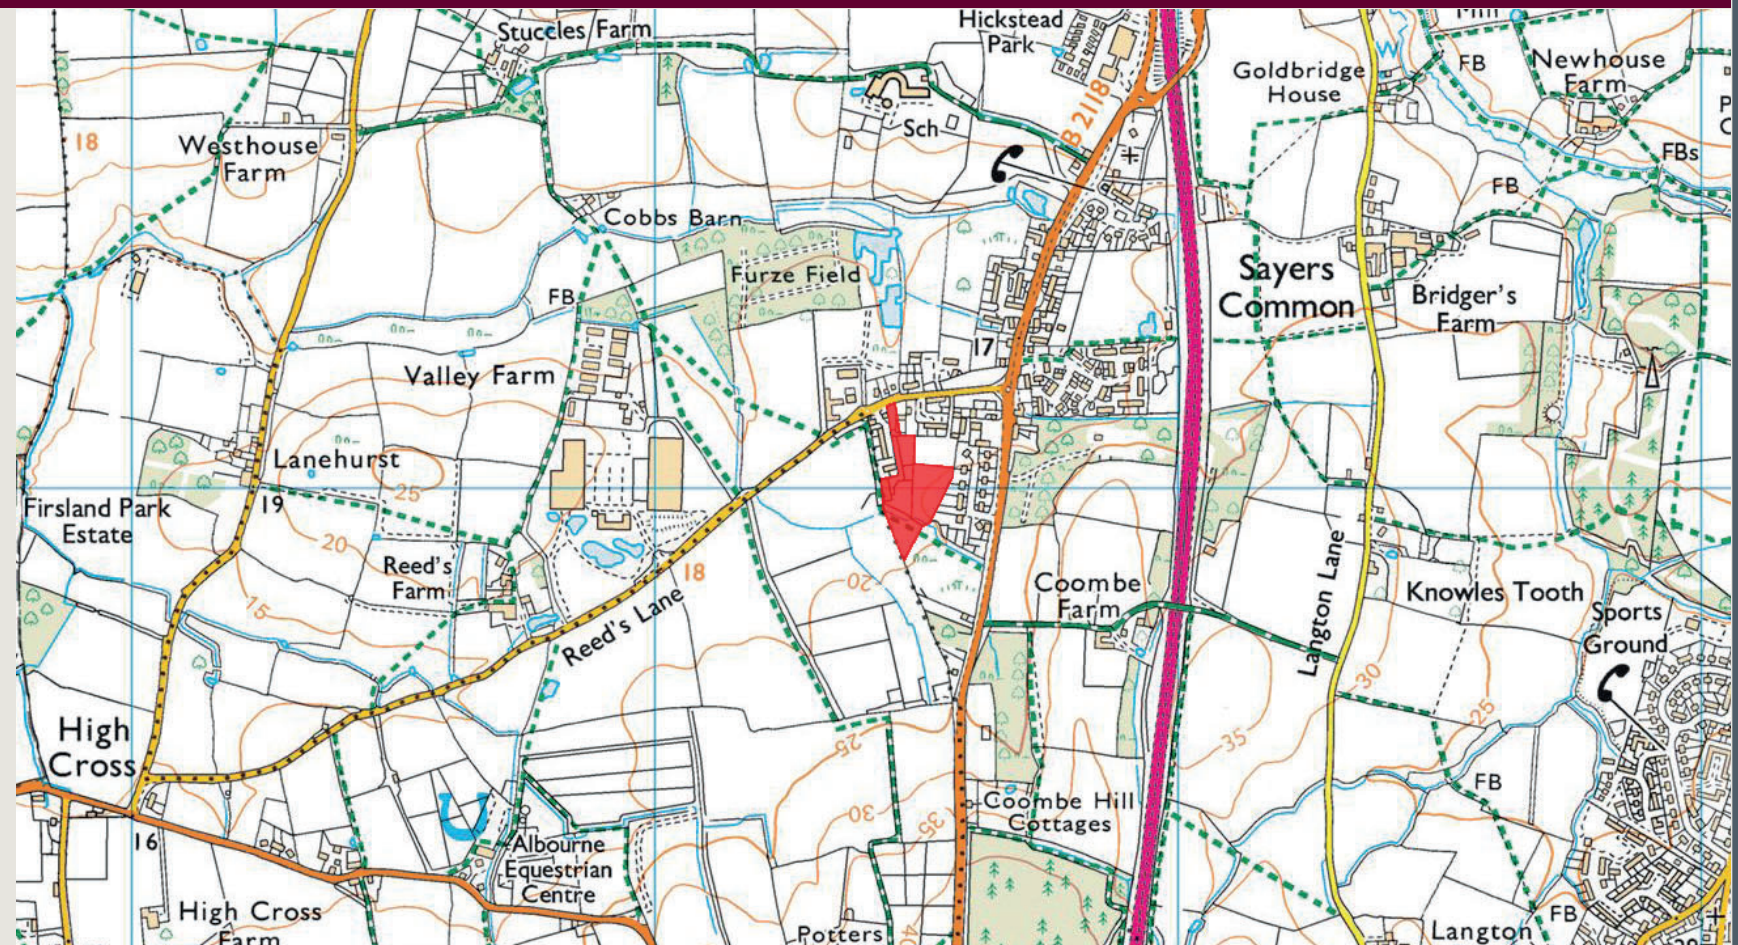 Stuccles Farm
Hickstead
Park
Goldbridge
House
W
FB
Newhouse
Farm
B 2118
Sch
18
Westhouse
Farm
FBs
FB
Cobbs Barn
Furze Field
FB
Sayers
Common
Bridger's
Farm
17
Valley Farm
Lanehurst
25
19
Firsland Park
Estate
20
Reed's
Farm
18
20
Coombe
Farm
Langton Lane
Knowles Tooth
Sports
Ground
15
Reed's Lane
30
25
High
Cross
25
35
FB
Coombe Hill
Cottages
30
35
16
Albourne
Equestrian
Centre
High Cross
Farm
Potters
40
Langton
FB